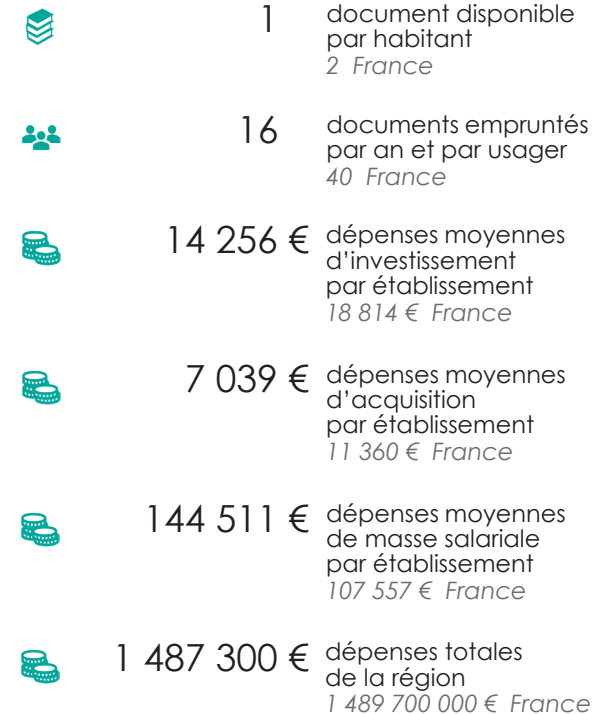 1 document disponible
par habitant
2 France
16 documents empruntés
par an et par usager
40 France
14 256 € dépenses moyennes
d’investissement
par établissement
18 814 € France
7 039 € dépenses moyennes
d’acquisition
par établissement
11 360 € France
144 511 € dépenses moyennes
de masse salariale
par établissement
107 557 € France
1 487 300 € dépenses totales
de la région
1 489 700 000 € France